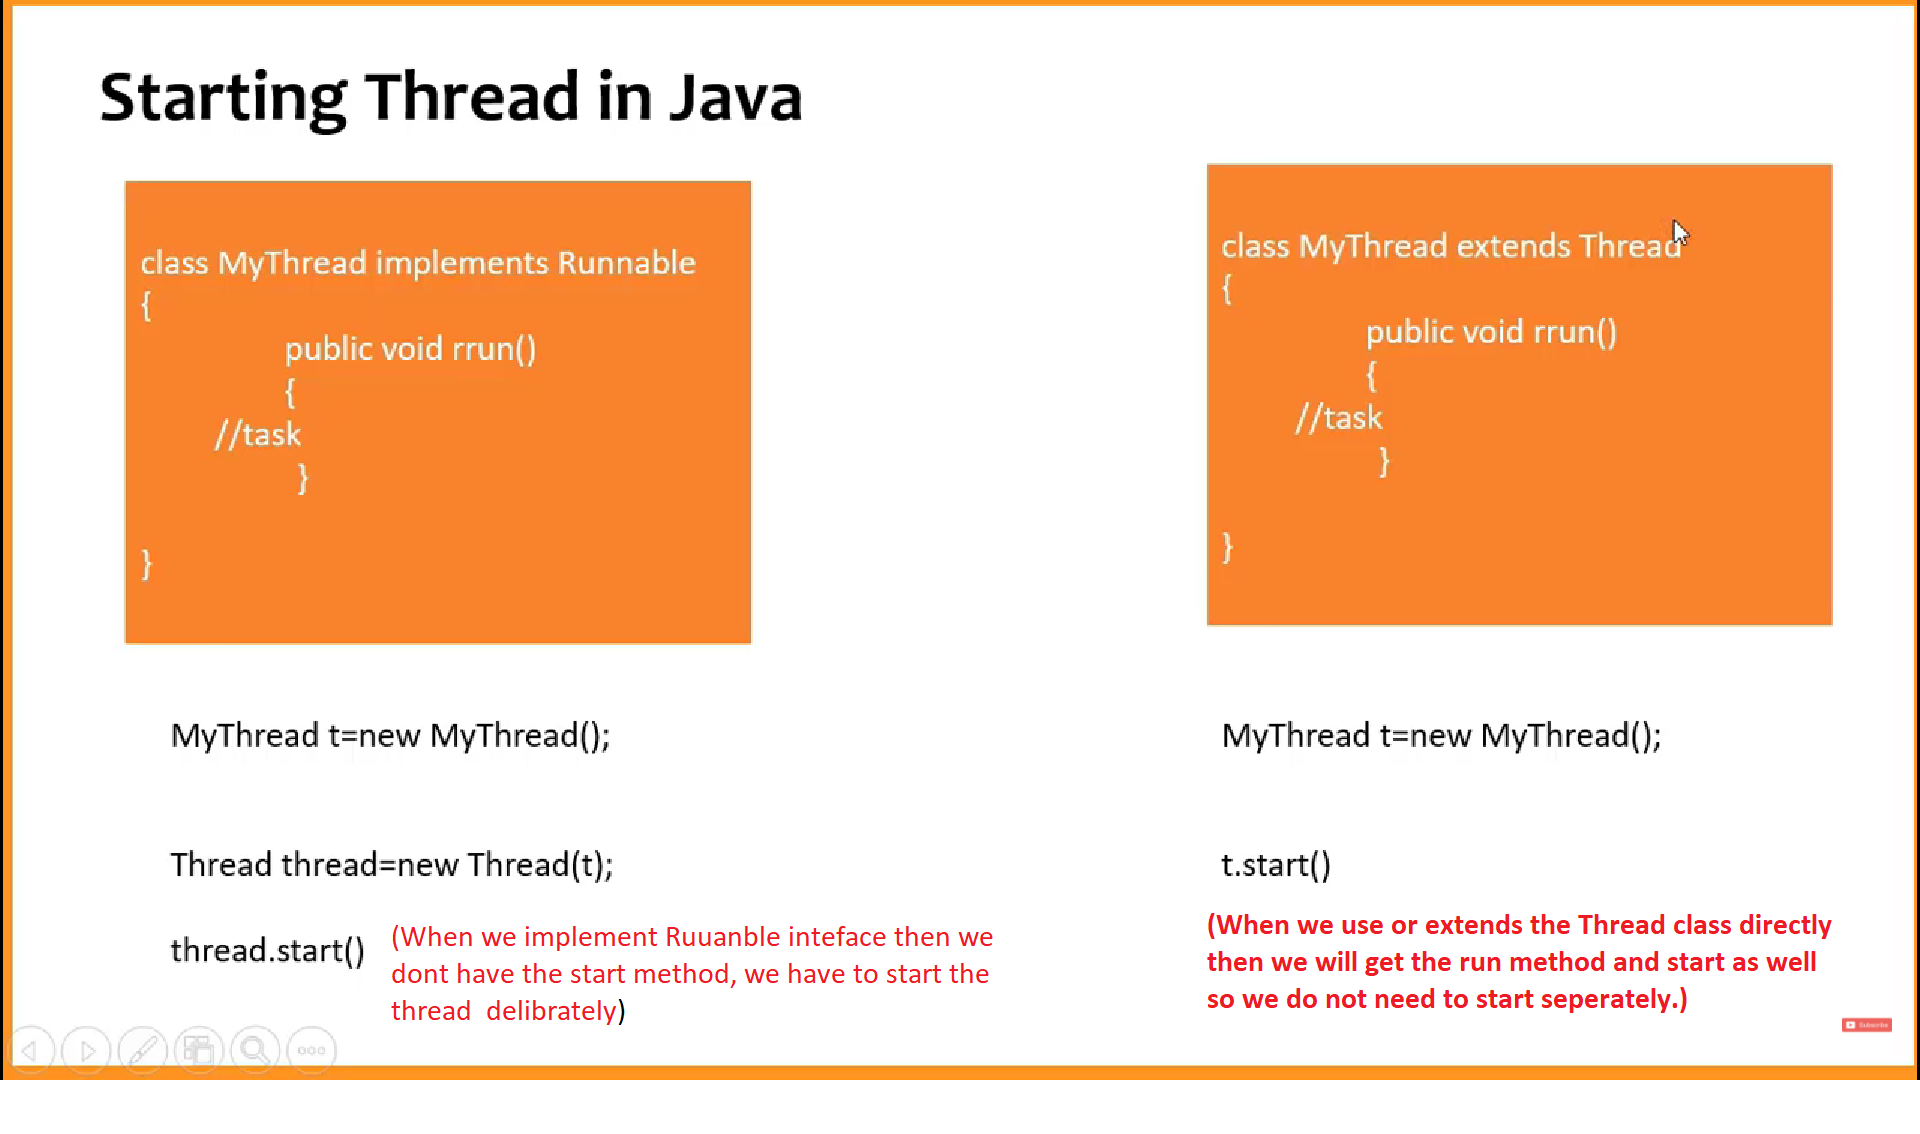 Starting Thread in Java
class MyThread implements Runnable
{
public void rrun()
{
//task
}
}
MyThread t=new MyThread();
Thread thread=new Thread(t);
thread.start()
(When we implement Ruuanble inteface then we
dont have the start method, we have to start the
thread  delibrately)
class MyThread extends Thread
{
public void rrun()
{
//task
}
}
MyThread t=new MyThread();
t.start()
(When we use or extends the Thread class directly
then we will get the run method and start as well
so we do not need to start seperately.)
Subscribe